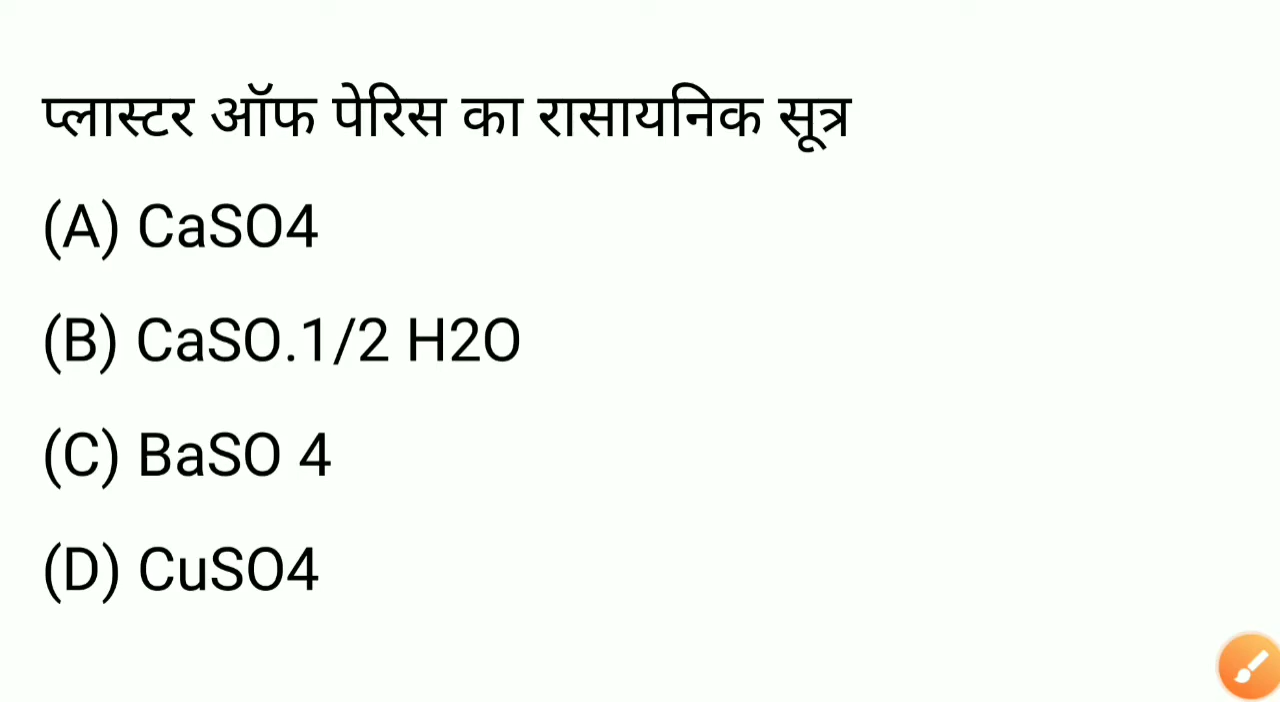 प्लास्टर ऑफ पेरिस का रासायनिक सूत्र
(A) CaSO4
(B) CaSO.1/2 H2O
(C) BaSO 4
(D) CuSO4